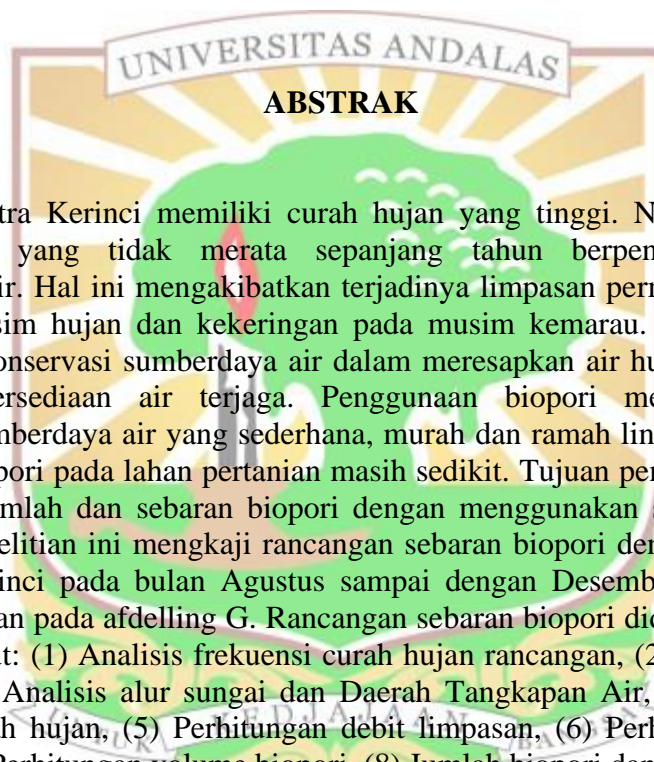 UNIVERSITAS ANDALAS
ABSTRAK
tra Kerinci memiliki curah hujan yang tinggi. N
yang tidak merata sepanjang tahun berpen
ir. Hal ini mengakibatkan terjadinya limpasan perm
sim hujan dan kekeringan pada musim kemarau.
konservasi sumberdaya air dalam meresapkan air hu
ersediaan air terjaga. Penggunaan biopori me
mberdaya air yang sederhana, murah dan ramah lin
pori pada lahan pertanian masih sedikit. Tujuan pen
mlah dan sebaran biopori dengan menggunakan s
elitian ini mengkaji rancangan sebaran biopori den
inci pada bulan Agustus sampai dengan Desemb
an pada afdelling G. Rancangan sebaran biopori did
ut: (1) Analisis frekuensi curah hujan rancangan, (2
Analisis alur sungai dan Daerah Tangkapan Air,
h hujan, (5) Perhitungan debit limpasan, (6) Perh
Perhitungan volume biopori, (8) Jumlah biopori dan